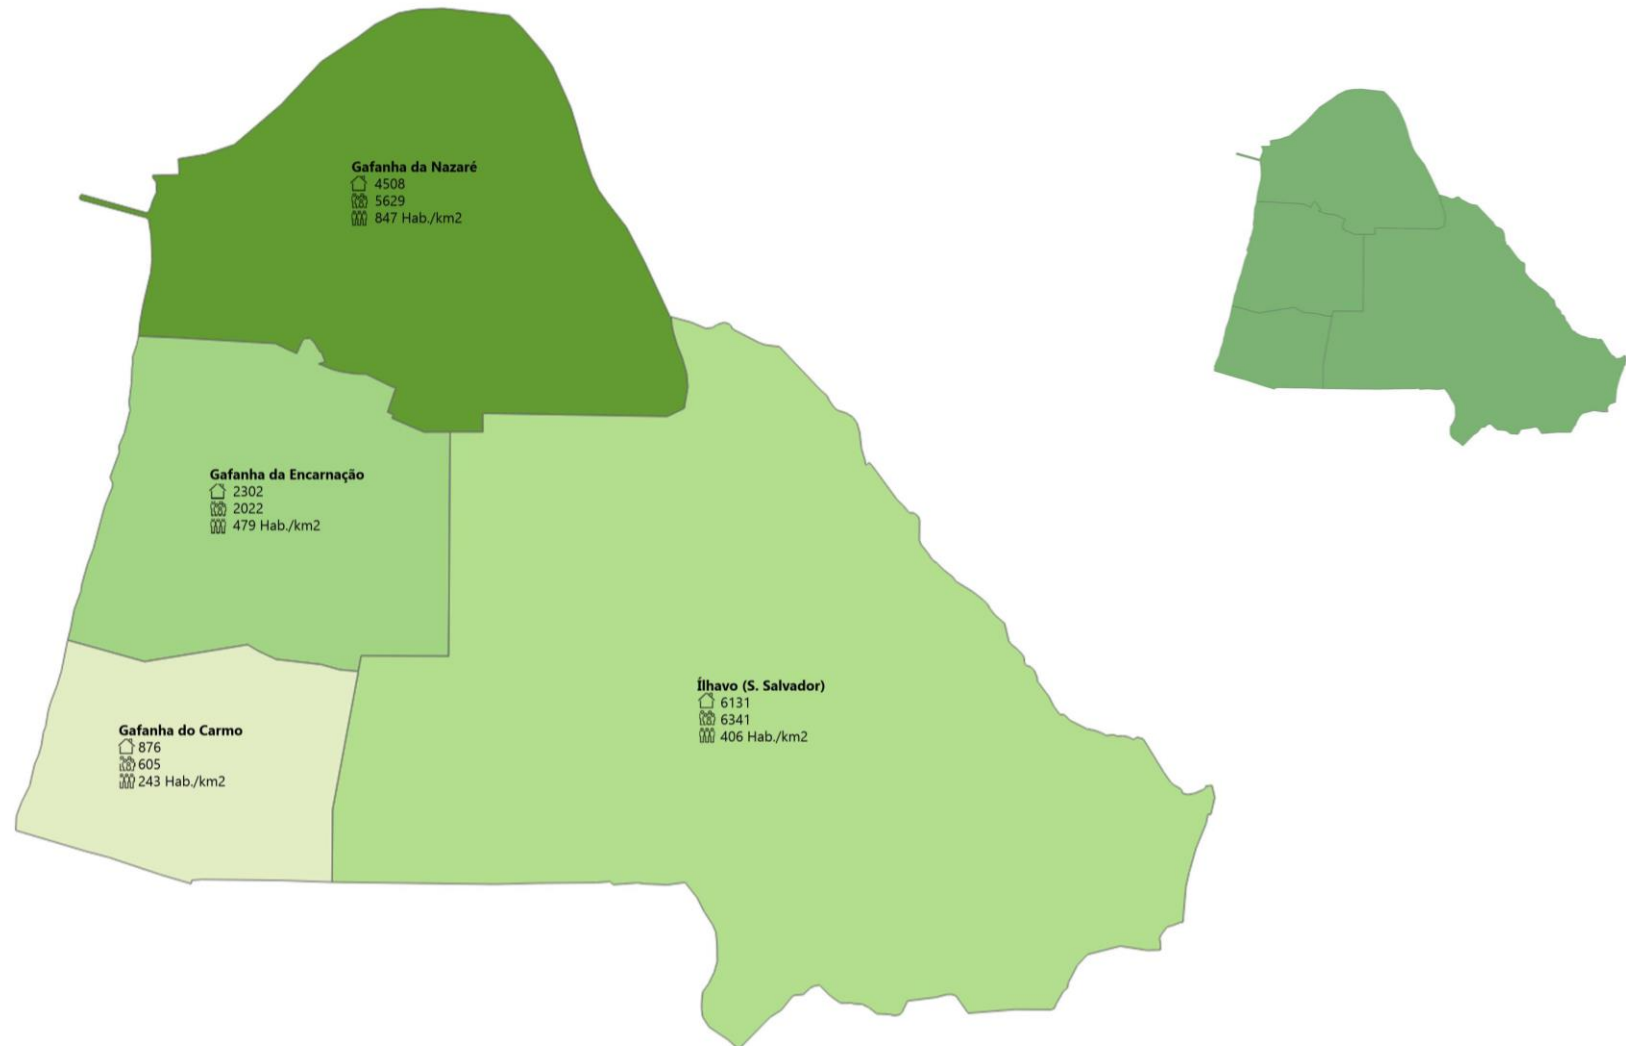 Gafanha da Nazaré
4508
5629
847 Hab./km2
Gafanha da Encarnação
2302
2022
479 Hab./km2
Ílhavo (S. Salvador)
6131
6341
406 Hab./km2
Gafanha do Carmo
876
605
243 Hab./km2